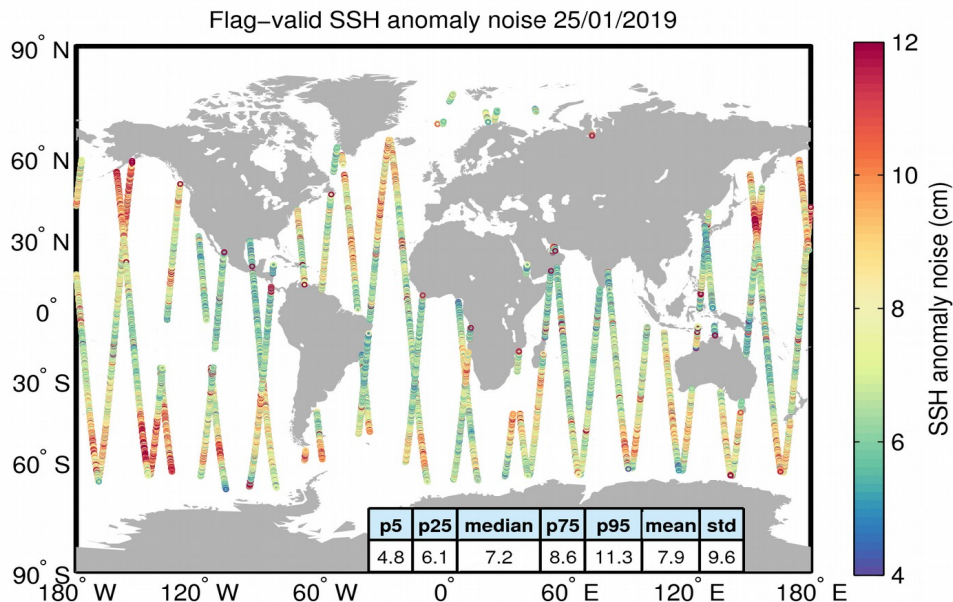 Flag−valid SSH anomaly noise 25/01/2019
90° N
60° N
30° N
0°
30° S
60° S
90° S
180° W
120° W
60° W
0°
60° E
120° E
180° E
p5 p25 median p75 p95 mean std
4.8 6.1 7.2 8.6 11.3 7.9 9.6
12
10
8
6
4
SSH anomaly noise (cm)